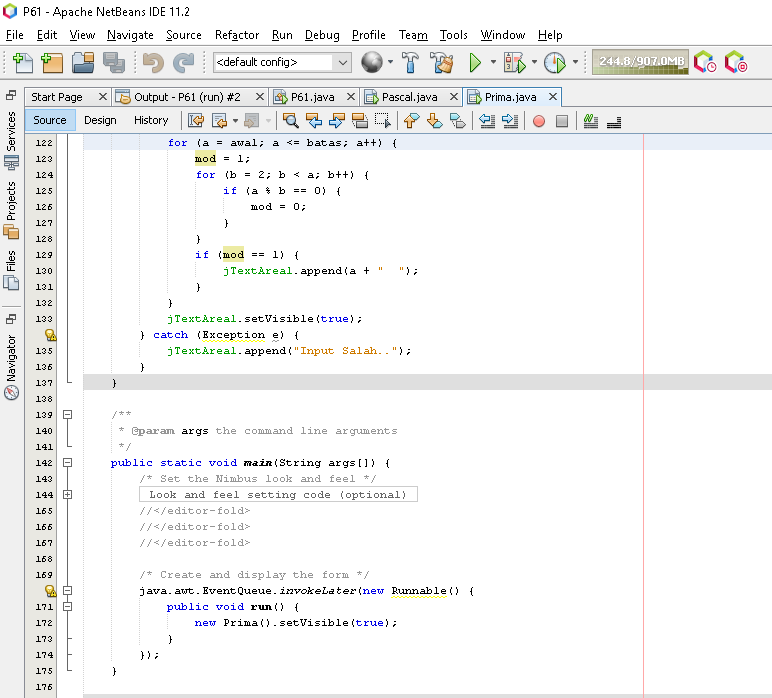 P61 - Apache NetBeans IDE 11.2
File Edit View Navigate Source Refactor Run Debug Profile Team Tools Window Help
<default config> 244.8/907.0MB
Start Page Output - P61 (run) #2 P61.java Pascal.java Prima.java
Source Design History
Services
Projects
Files
Navigator
122 for (a = awal; a <= batas; a++) {
123 mod = 1;
124 for (b = 2; b < a; b++) {
125 if (a % b == 0) {
126 mod = 0;
127 }
128 }
129 if (mod == 1) {
130 jTextArea1.append(a + "  ");
131 }
132 }
133 jTextArea1.setVisible(true);
} catch (Exception e) {
135 jTextArea1.append("Input Salah..");
136 }
137 }
138
139 /**
140 * @param args the command line arguments
141 */
142 public static void main(String args[]) {
143 /* Set the Nimbus look and feel */
144 Look and feel setting code (optional)
165 //</editor-fold>
166 //</editor-fold>
167 //</editor-fold>
168
169 /* Create and display the form */
java.awt.EventQueue.invokeLater(new Runnable() {
171 public void run() {
172 new Prima().setVisible(true);
173 }
174 });
175 }
176